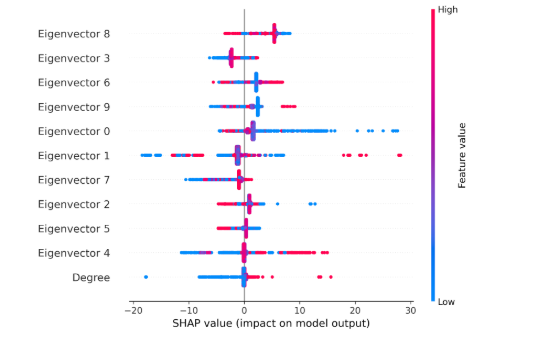 High
Eigenvector 8
Eigenvector 3
Eigenvector 6
Eigenvector 9
Eigenvector 0
Eigenvector 1
Eigenvector 7
Eigenvector 2
Eigenvector 5
Eigenvector 4
Degree
Feature value
Low
−20 −10 0 10 20 30
SHAP value (impact on model output)